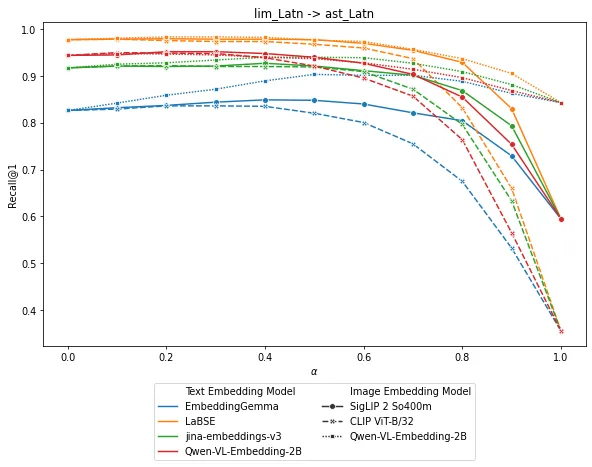 lim_Latn -> ast_Latn
Recall@1
1.0
0.9
0.8
0.7
0.6
0.5
0.4
0.0 0.2 0.4 0.6 0.8 1.0
α
Text Embedding Model Image Embedding Model
EmbeddingGemma SigLIP 2 So400m
LaBSE CLIP ViT-B/32
jina-embeddings-v3 Qwen-VL-Embedding-2B
Qwen-VL-Embedding-2B